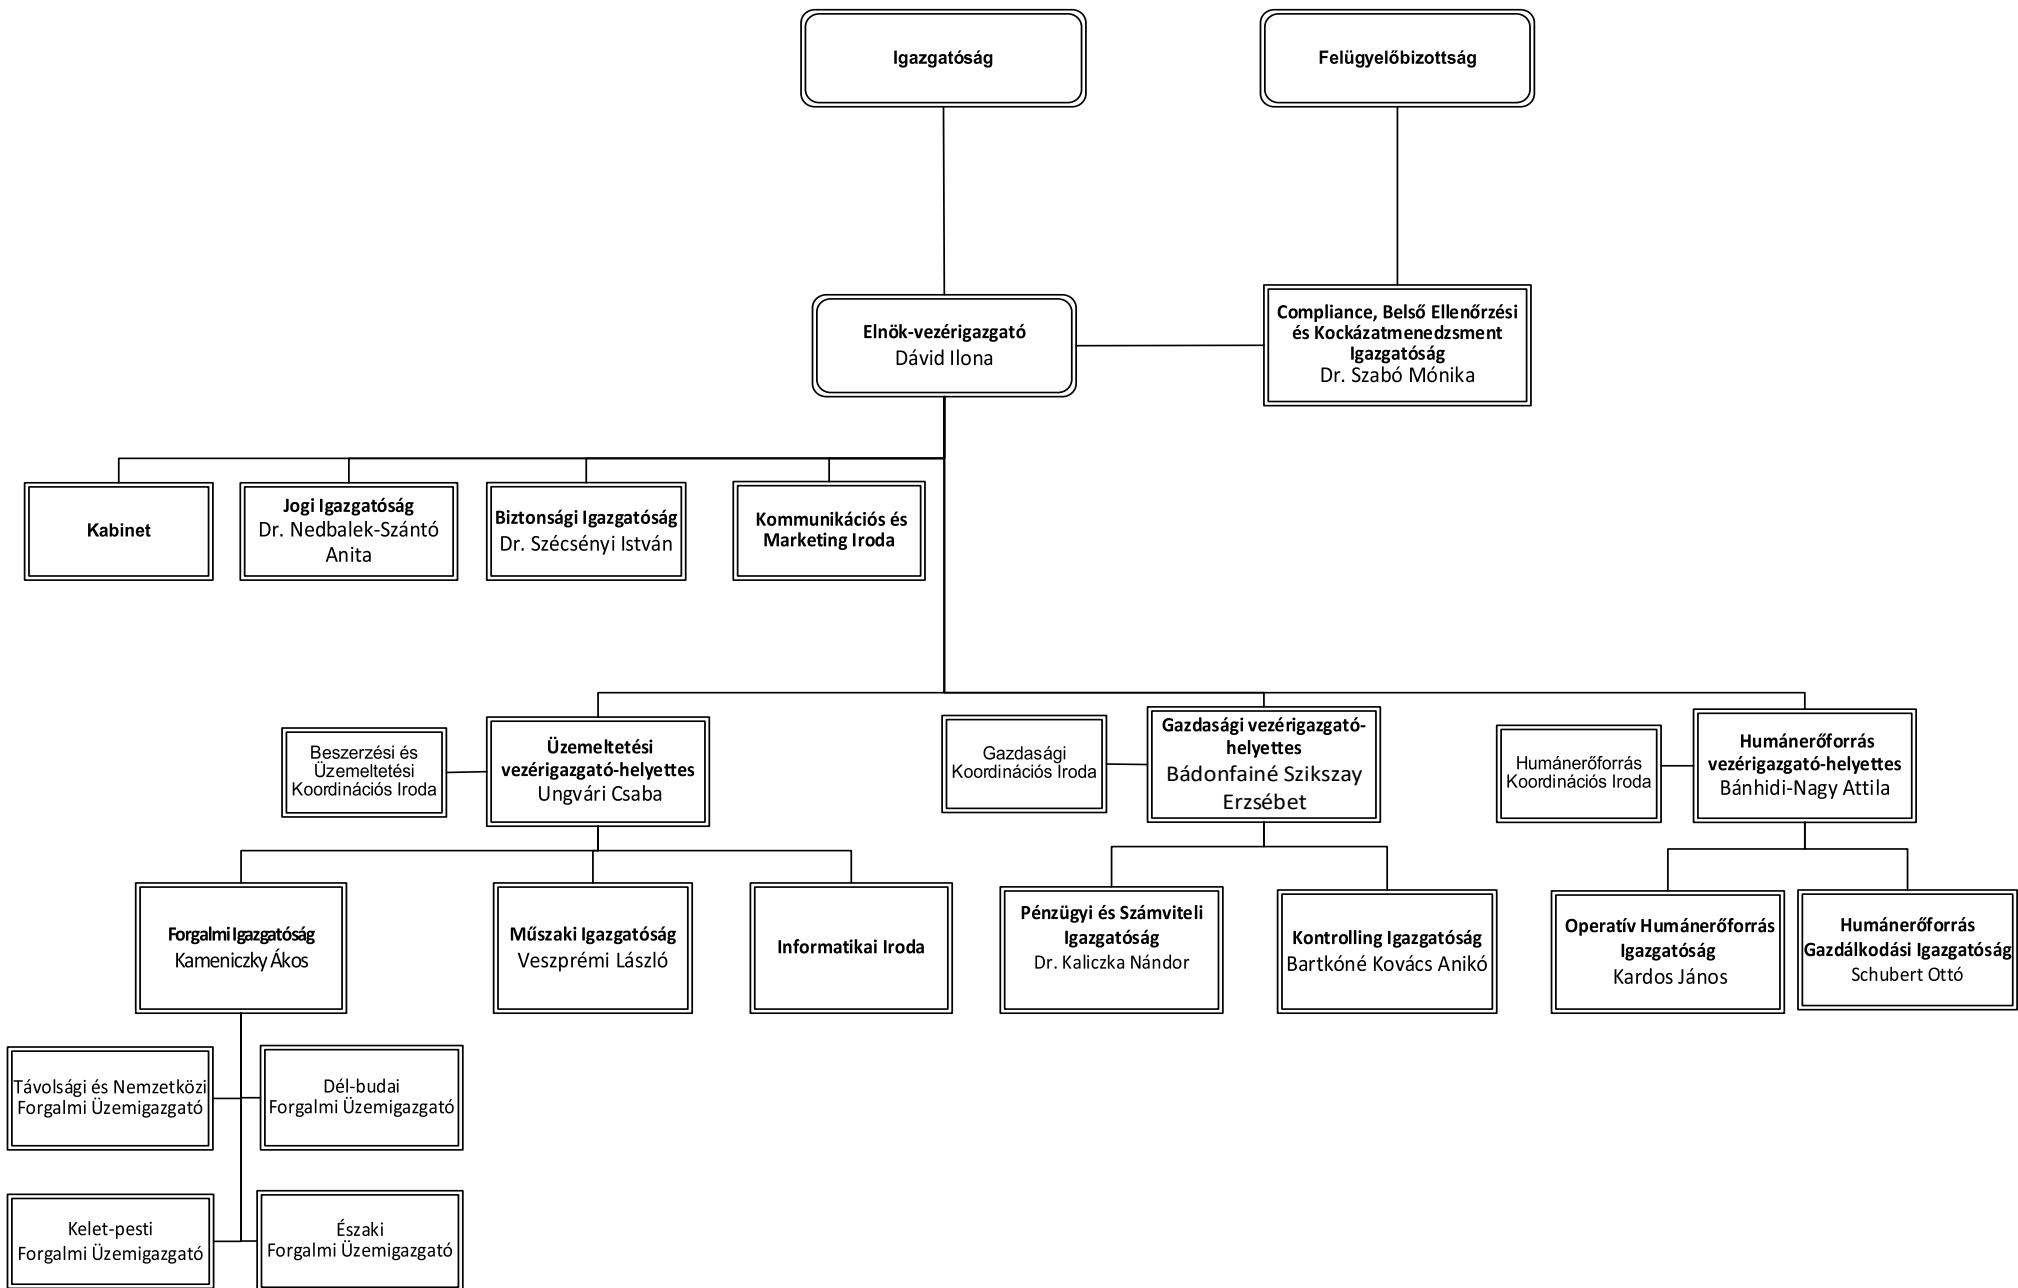 Igazgatóság
Felügyelőbizottság
Elnök-vezérigazgató
Dávid Ilona
Compliance, Belső Ellenőrzési
és Kockázatmenedzsment
Igazgatóság
Dr. Szabó Mónika
Kabinet
Jogi Igazgatóság
Dr. Nedbalek-Szántó
Anita
Biztonsági Igazgatóság
Dr. Szécsényi István
Kommunikációs és
Marketing Iroda
Beszerzési és
Üzemeltetési
Koordinációs Iroda
Üzemeltetési
vezérigazgató-helyettes
Ungvári Csaba
Gazdasági
Koordinációs Iroda
Gazdasági vezérigazgató-
helyettes
Bádonfainé Szikszay
Erzsébet
Humánerőforrás
Koordinációs Iroda
Humánerőforrás
vezérigazgató-helyettes
Bánhidi-Nagy Attila
Forgalmi Igazgatóság
Kameniczky Ákos
Műszaki Igazgatóság
Veszprémi László
Informatikai Iroda
Pénzügyi és Számviteli
Igazgatóság
Dr. Kaliczka Nándor
Kontrolling Igazgatóság
Bartkóné Kovács Anikó
Operatív Humánerőforrás
Igazgatóság
Kardos János
Humánerőforrás
Gazdálkodási Igazgatóság
Schubert Ottó
Távolsági és Nemzetközi
Forgalmi Üzemigazgató
Dél-budai
Forgalmi Üzemigazgató
Kelet-pesti
Forgalmi Üzemigazgató
Északi
Forgalmi Üzemigazgató